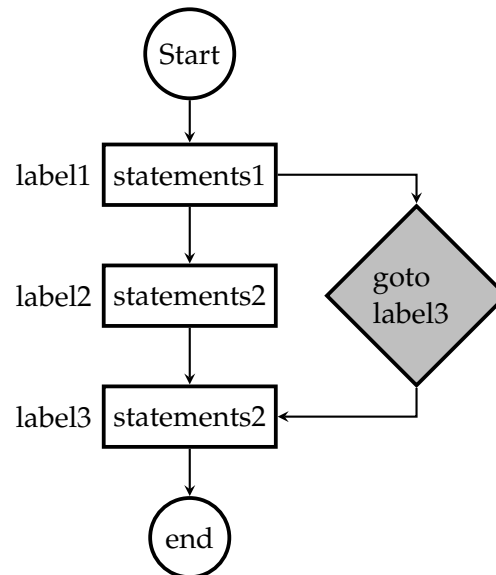 Start
label1 statements1
label2 statements2
goto
label3
label3 statements2
end